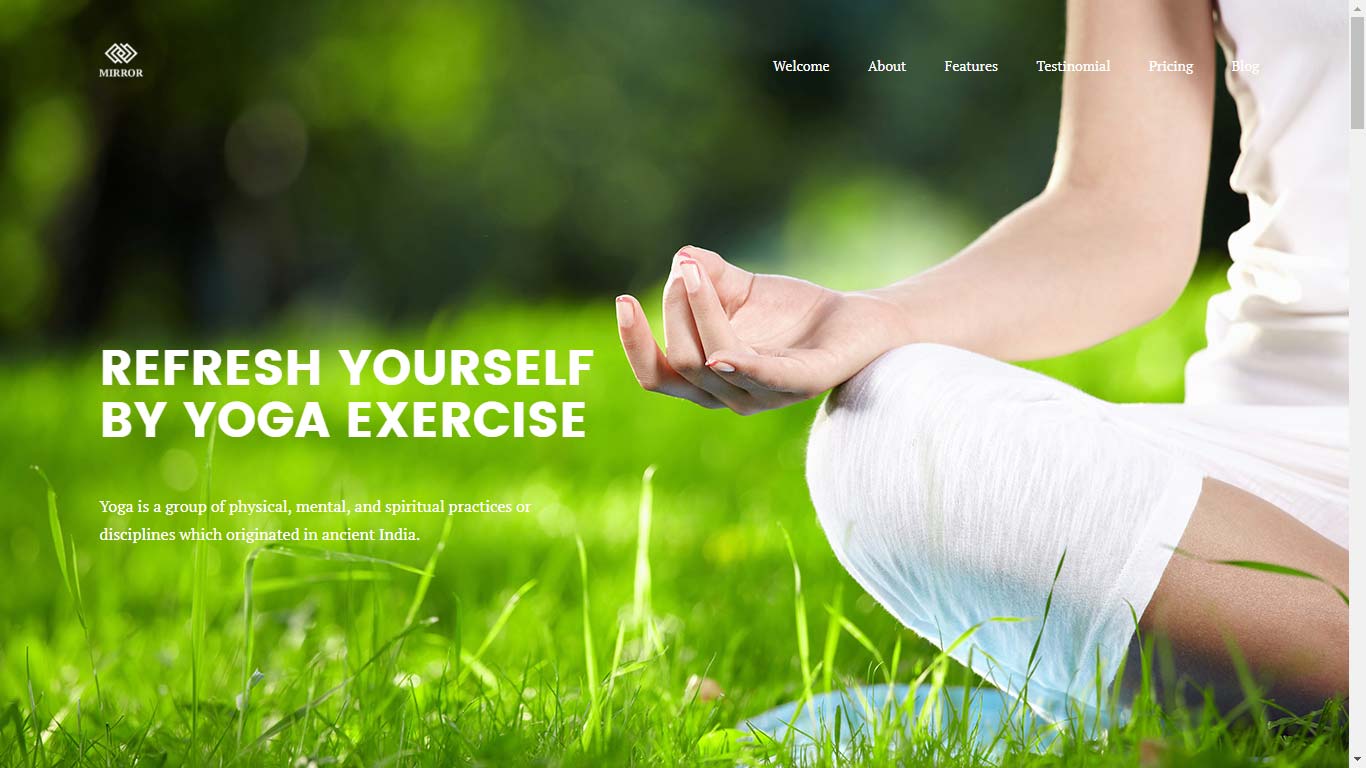 MIRROR
Welcome About Features Testinomial Pricing Blog
REFRESH YOURSELF
BY YOGA EXERCISE
Yoga is a group of physical, mental, and spiritual practices or
disciplines which originated in ancient India.